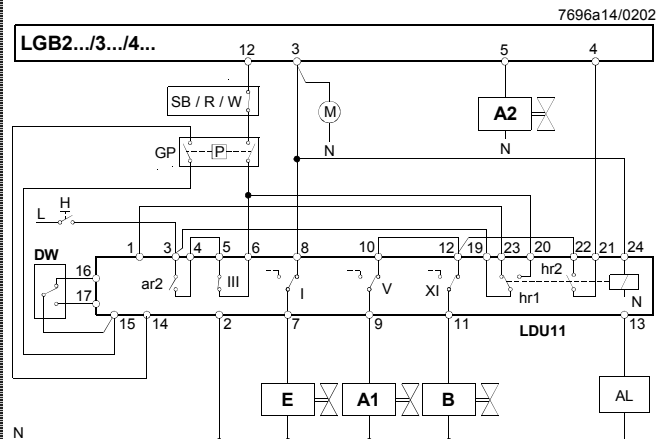 7696a14/0202
LGB2.../3.../4...
12 3 5 4
SB / R / W
M
A2
GP P
N N
L H
1 3 4 5 6 8 10 12 19 23 20 22 21 24
DW
16
ar2 III I V XI hr1 hr2 N
17
LDU11
15 14 2 7 9 11 13
E A1 B AL
N